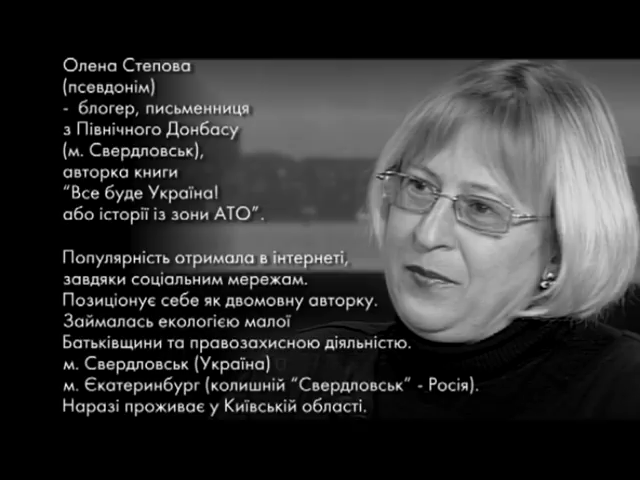 Олена Степова
(псевдонім)
- блогер, письменниця
з Північного Донбасу
(м. Свердловськ),
авторка книги
“Все буде Україна!
або історії із зони АТО”.
Популярність отримала в інтернеті,
завдяки соціальним мережам.
Позиціонує себе як двомовну авторку.
Займалась екологією малої
Батьківщини та правозахисною діяльністю.
м. Свердловськ (Україна)
м. Єкатеринбург (колишній “Свердловськ” - Росія).
Наразі проживає у Київській області.